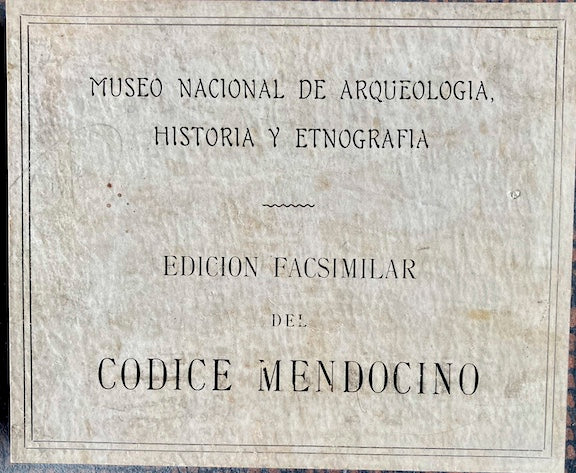 MUSEO NACIONAL DE ARQUEOLOGIA,
HISTORIA Y ETNOGRAFIA
EDICION FACSIMILAR
DEL
CODICE MENDOCINO